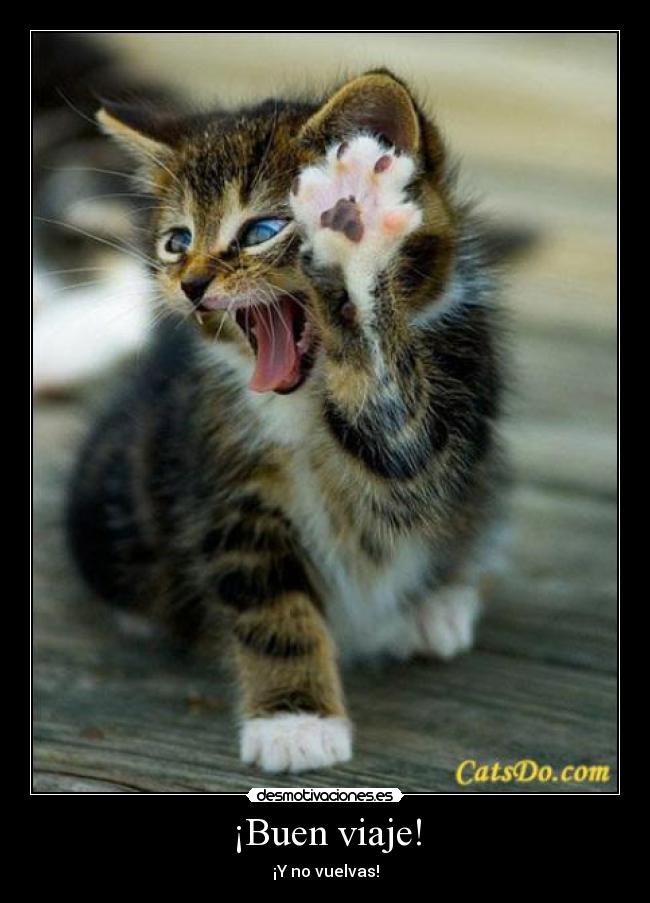 CatsDo.com
desmotivaciones.es
¡Buen viaje!
¡Y no vuelvas!